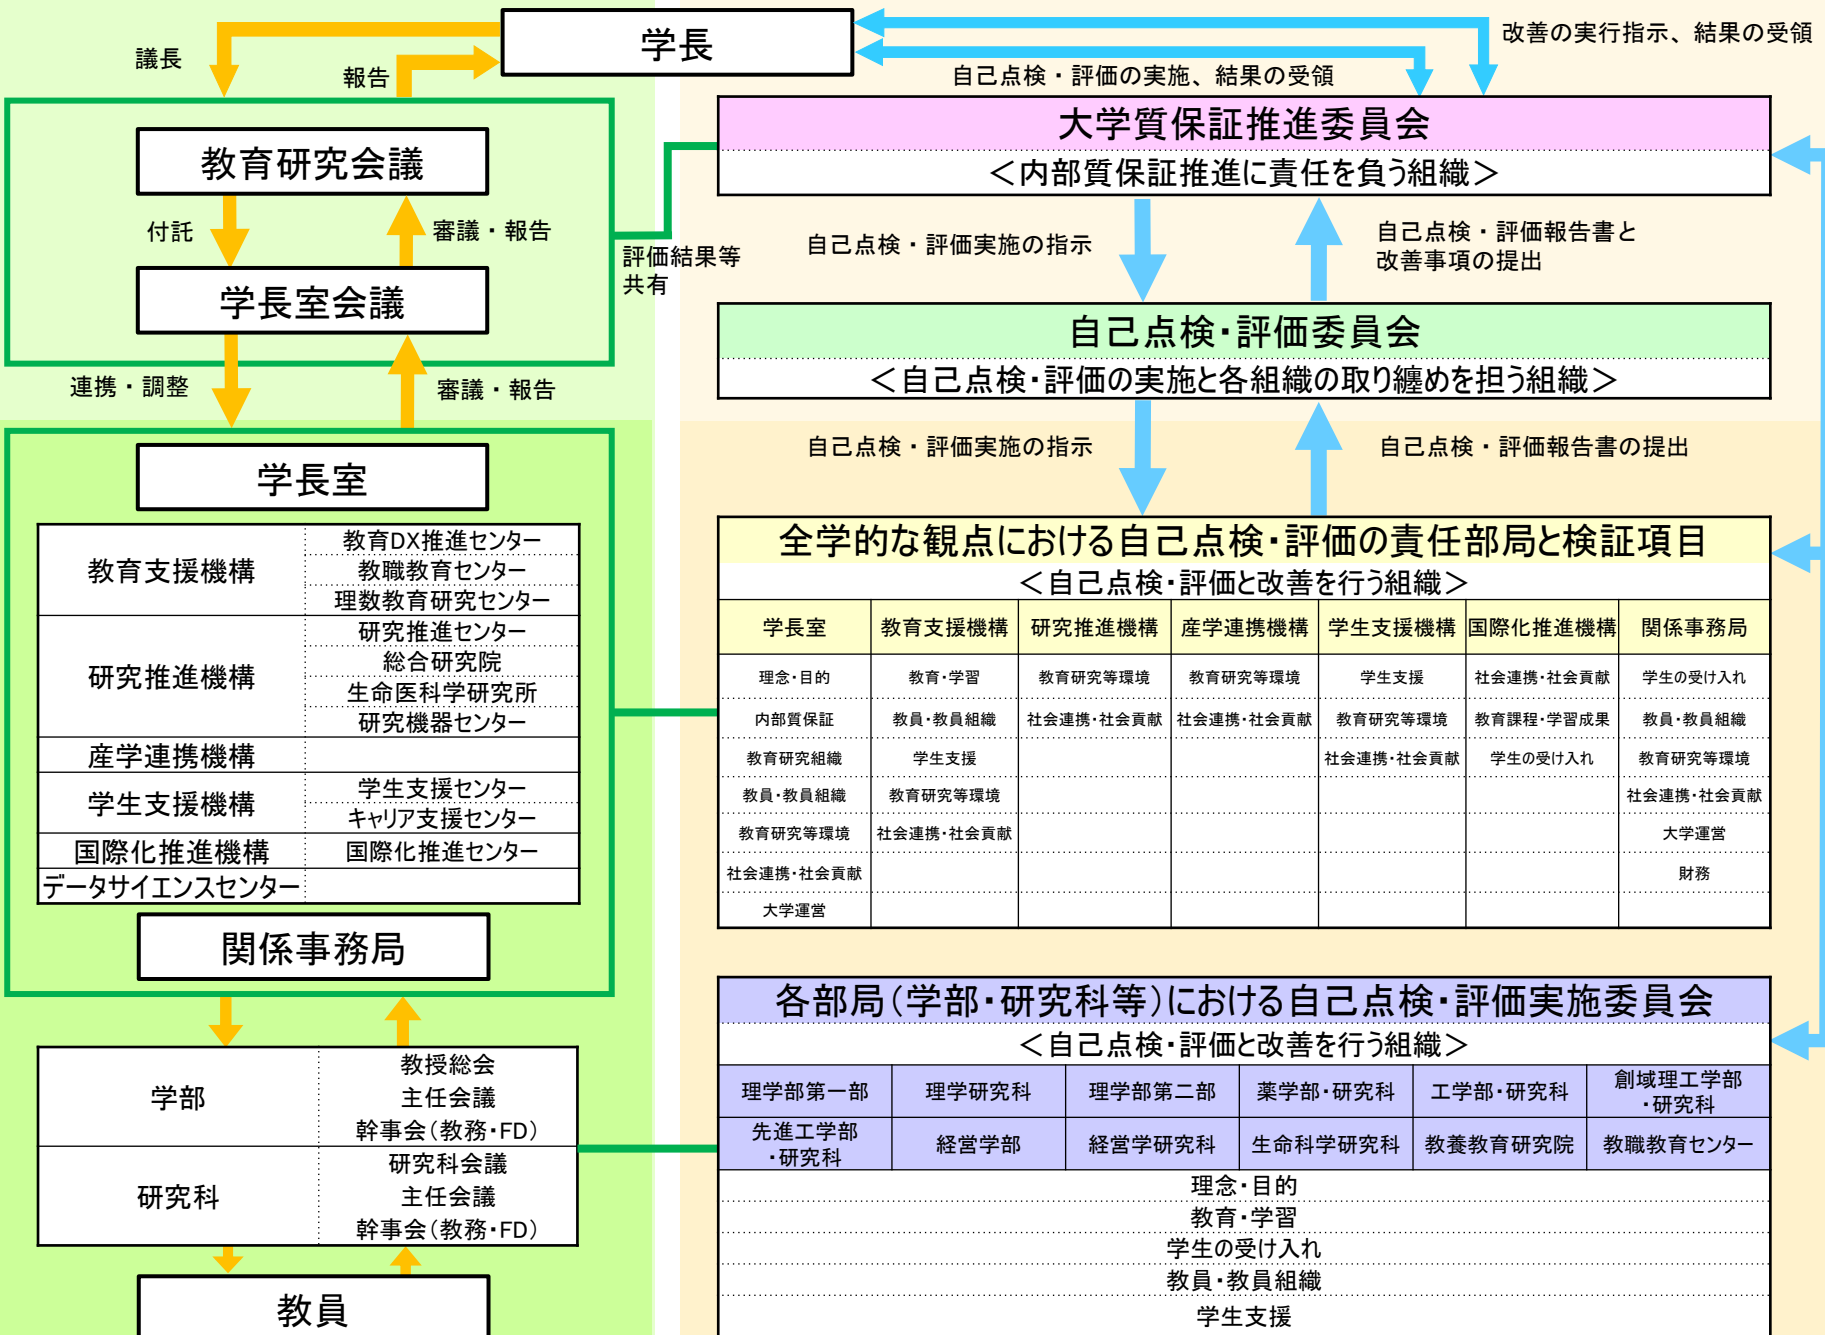 学長
議長
報告
教育研究会議
付託
審議・報告
学長室会議
連携・調整
審議・報告
評価結果等
共有
学長室
教育支援機構
教育DX推進センター
教職教育センター
理数教育研究センター
研究推進機構
研究推進センター
総合研究院
生命医科学研究所
研究機器センター
産学連携機構
学生支援機構
学生支援センター
キャリア支援センター
国際化推進機構
国際化推進センター
データサイエンスセンター
関係事務局
学部
教授総会
主任会議
幹事会(教務・FD)
研究科
研究科会議
主任会議
幹事会(教務・FD)
教員
改善の実行指示、結果の受領
自己点検・評価の実施、結果の受領
大学質保証推進委員会
＜内部質保証推進に責任を負う組織＞
自己点検・評価実施の指示
自己点検・評価報告書と
改善事項の提出
自己点検・評価委員会
＜自己点検・評価の実施と各組織の取り纏めを担う組織＞
自己点検・評価実施の指示
自己点検・評価報告書の提出
全学的な観点における自己点検・評価の責任部局と検証項目
＜自己点検・評価と改善を行う組織＞
学長室 教育支援機構 研究推進機構 産学連携機構 学生支援機構 国際化推進機構 関係事務局
理念・目的 教育・学習 教育研究等環境 教育研究等環境 学生支援 社会連携・社会貢献 学生の受け入れ
内部質保証 教員・教員組織 社会連携・社会貢献 社会連携・社会貢献 教育研究等環境 教育課程・学習成果 教員・教員組織
教育研究組織 学生支援 社会連携・社会貢献 学生の受け入れ 教育研究等環境
教員・教員組織 教育研究等環境 社会連携・社会貢献
教育研究等環境 社会連携・社会貢献 大学運営
社会連携・社会貢献 財務
大学運営
各部局(学部・研究科等)における自己点検・評価実施委員会
＜自己点検・評価と改善を行う組織＞
理学部第一部 理学研究科 理学部第二部 薬学部・研究科 工学部・研究科 創域理工学部
・研究科
先進工学部
・研究科 経営学部 経営学研究科 生命科学研究科 教養教育研究院 教職教育センター
理念・目的
教育・学習
学生の受け入れ
教員・教員組織
学生支援